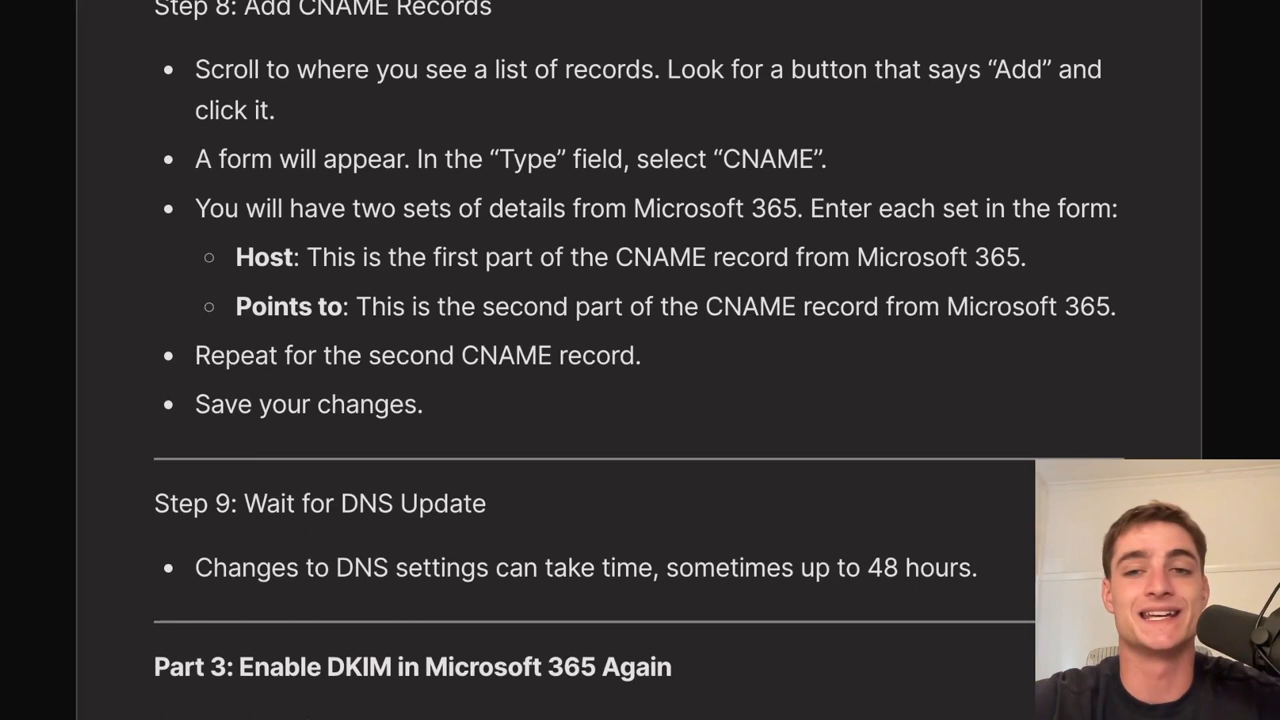 Step 8: Add CNAME Records
Scroll to where you see a list of records. Look for a button that says “Add” and
click it.
A form will appear. In the “Type” field, select “CNAME”.
You will have two sets of details from Microsoft 365. Enter each set in the form:
Host: This is the first part of the CNAME record from Microsoft 365.
Points to: This is the second part of the CNAME record from Microsoft 365.
Repeat for the second CNAME record.
Save your changes.
Step 9: Wait for DNS Update
Changes to DNS settings can take time, sometimes up to 48 hours.
Part 3: Enable DKIM in Microsoft 365 Again